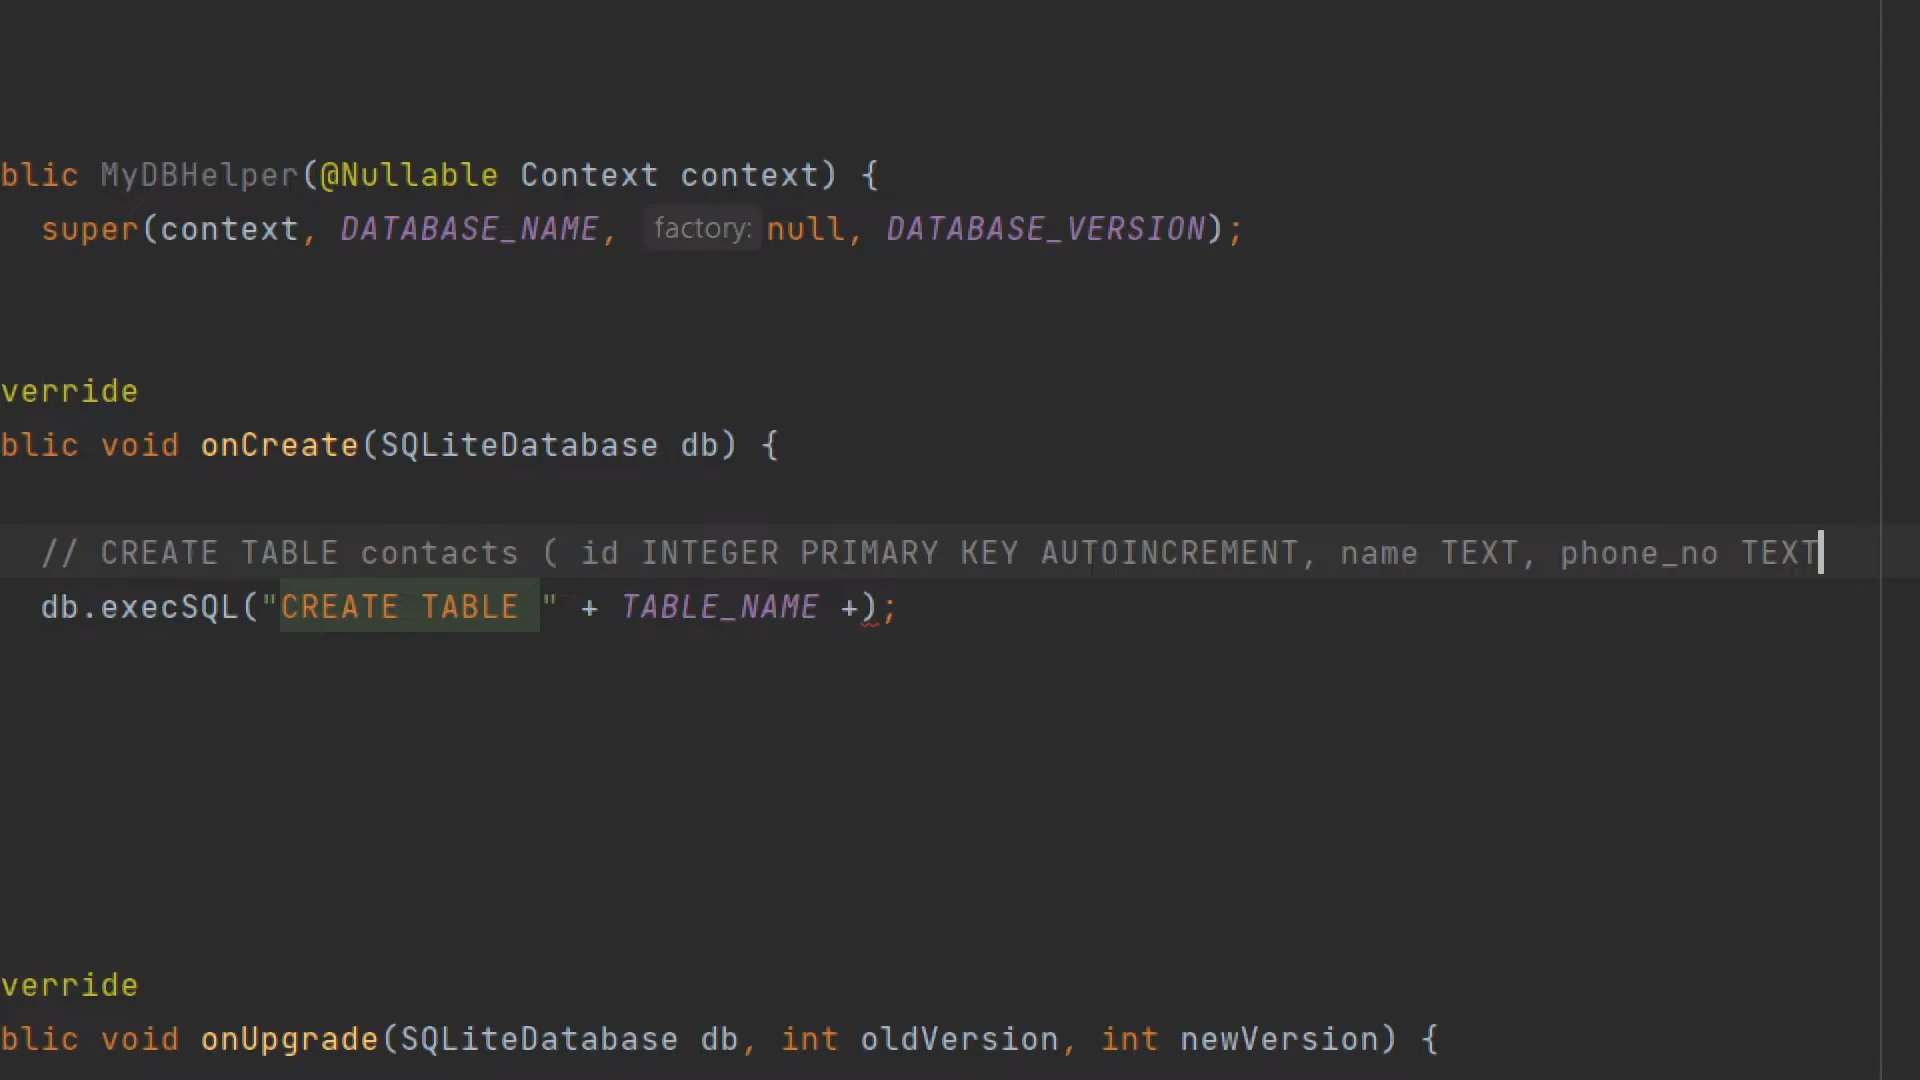 blic MyDBHelper(@Nullable Context context) {
super(context, DATABASE_NAME, factory: null, DATABASE_VERSION);
verride
blic void onCreate(SQLiteDatabase db) {
// CREATE TABLE contacts ( id INTEGER PRIMARY KEY AUTOINCREMENT, name TEXT, phone_no TEXT
db.execSQL("CREATE TABLE " + TABLE_NAME +);
verride
blic void onUpgrade(SQLiteDatabase db, int oldVersion, int newVersion) {